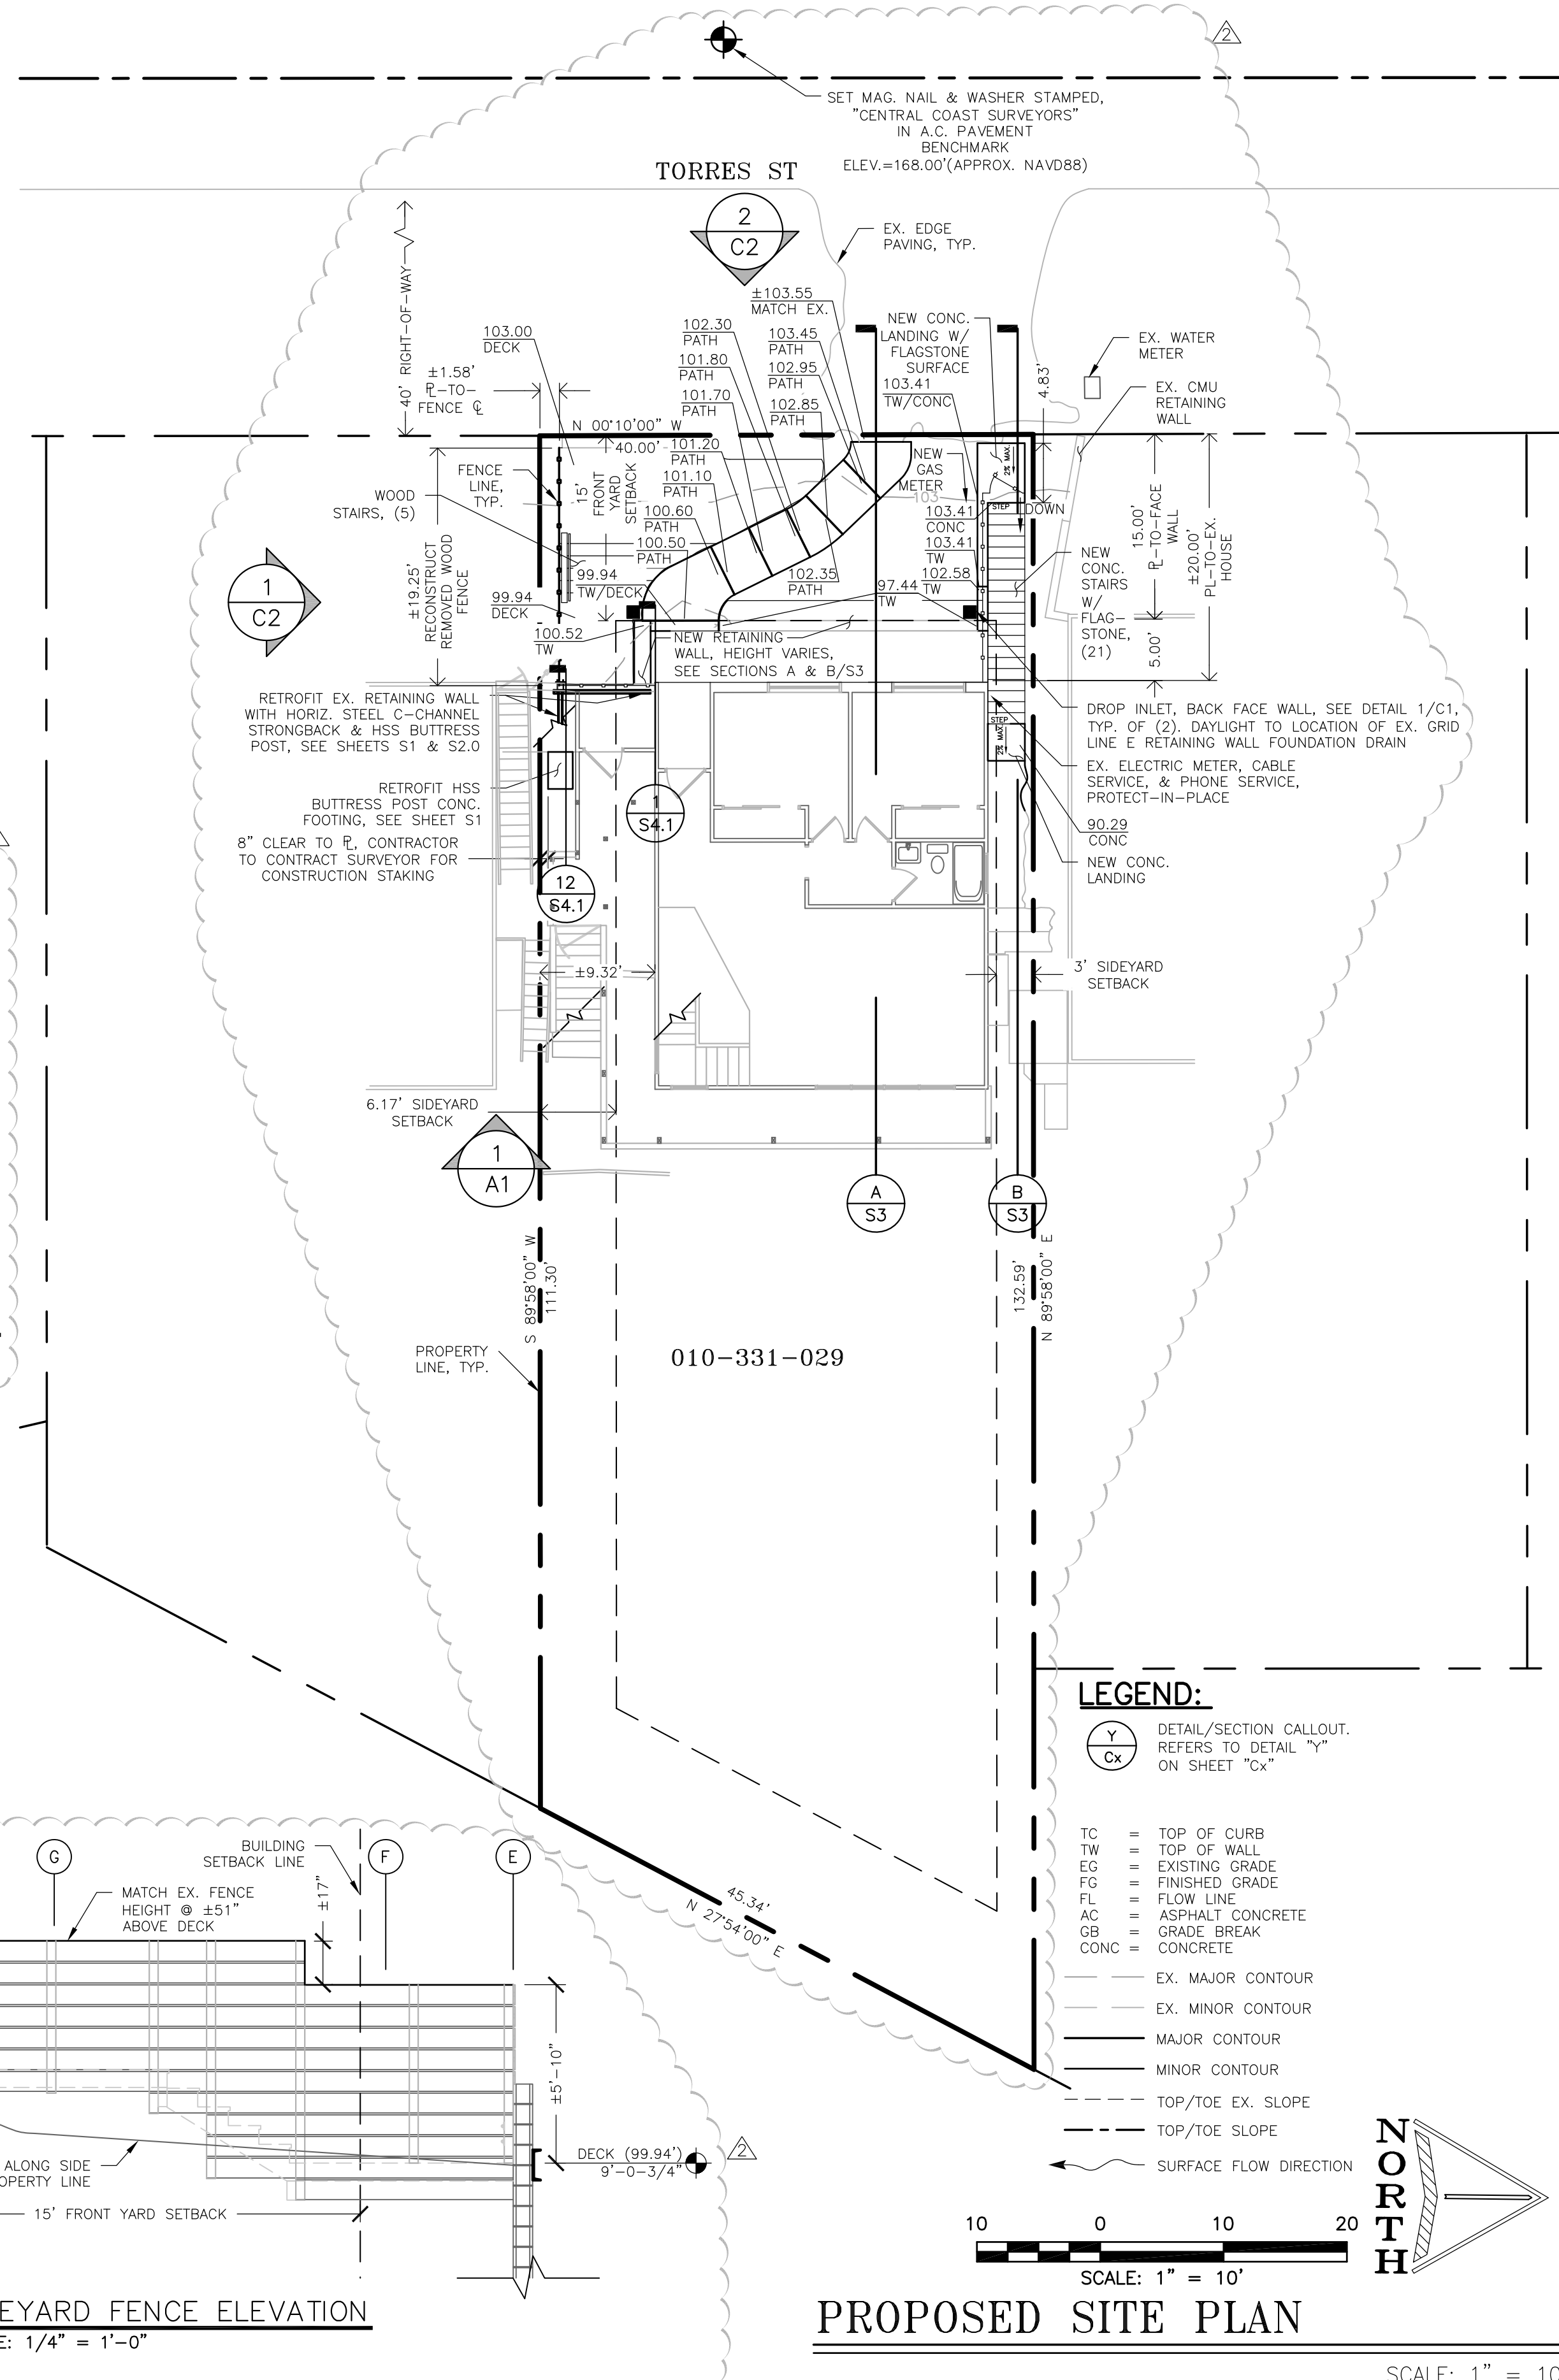 2
SET MAG. NAIL & WASHER STAMPED,
"CENTRAL COAST SURVEYORS"
IN A.C. PAVEMENT
BENCHMARK
ELEV.=168.00'(APPROX. NAVD88)
TORRES ST
2
C2
EX. EDGE
PAVING, TYP.
40' RIGHT-OF-WAY
±103.55
MATCH EX.
103.00
DECK
102.30
PATH
103.45
PATH
101.80
PATH
102.95
PATH
101.70
PATH
102.85
PATH
NEW CONC.
LANDING W/
FLAGSTONE
SURFACE
103.41
TW/CONC
4.83'
EX. WATER
METER
EX. CMU
RETAINING
WALL
±1.58'
PL-TO-
FENCE CL
N 00°10'00" W
40.00'
101.20
PATH
101.10
PATH
100.60
PATH
100.50
PATH
15'
FRONT
YARD
SETBACK
FENCE
LINE,
TYP.
WOOD
STAIRS, (5)
NEW
GAS
METER
103
2% MAX.
STEP
DOWN
103.41
CONC
103.41
TW
102.58
TW
97.44
TW
102.35
PATH
99.94
TW/DECK
99.94
DECK
100.52
TW
±19.25'
RECONSTRUCT
REMOVED WOOD
FENCE
1
C2
15.00'
PL-TO-FACE
WALL
±20.00'
PL-TO-EX.
HOUSE
5.00'
NEW
CONC.
STAIRS
W/
FLAG-
STONE,
(21)
NEW RETAINING
WALL, HEIGHT VARIES,
SEE SECTIONS A & B/S3
RETROFIT EX. RETAINING WALL
WITH HORIZ. STEEL C-CHANNEL
STRONGBACK & HSS BUTTRESS
POST, SEE SHEETS S1 & S2.0
DROP INLET, BACK FACE WALL, SEE DETAIL 1/C1,
TYP. OF (2). DAYLIGHT TO LOCATION OF EX. GRID
LINE E RETAINING WALL FOUNDATION DRAIN
STEP
2% MAX.
EX. ELECTRIC METER, CABLE
SERVICE, & PHONE SERVICE,
PROTECT-IN-PLACE
RETROFIT HSS
BUTTRESS POST CONC.
FOOTING, SEE SHEET S1
1
S4.1
90.29
CONC
NEW CONC.
LANDING
8" CLEAR TO PL, CONTRACTOR
TO CONTRACT SURVEYOR FOR
CONSTRUCTION STAKING
12
S4.1
±9.32'
3' SIDEYARD
SETBACK
6.17' SIDEYARD
SETBACK
1
A1
A
S3
B
S3
S 89°58'00" W
111.30'
132.59'
N 89°58'00" E
PROPERTY
LINE, TYP.
010-331-029
45.34'
N 27°54'00" E
LEGEND:
Y
Cx
DETAIL/SECTION CALLOUT.
REFERS TO DETAIL "Y"
ON SHEET "Cx"
TC = TOP OF CURB
TW = TOP OF WALL
EG = EXISTING GRADE
FG = FINISHED GRADE
FL = FLOW LINE
AC = ASPHALT CONCRETE
GB = GRADE BREAK
CONC = CONCRETE
EX. MAJOR CONTOUR
EX. MINOR CONTOUR
MAJOR CONTOUR
MINOR CONTOUR
TOP/TOE EX. SLOPE
TOP/TOE SLOPE
SURFACE FLOW DIRECTION
NORTH
10 0 10 20
SCALE: 1" = 10'
PROPOSED SITE PLAN
SCALE: 1" = 10
G
BUILDING
SETBACK LINE
F
E
MATCH EX. FENCE
HEIGHT @ ±51"
ABOVE DECK
±17"
±5'-10"
DECK (99.94')
9'-0-3/4"
2
ALONG SIDE
OPERTY LINE
15' FRONT YARD SETBACK
EYARD FENCE ELEVATION
E: 1/4" = 1'-0"